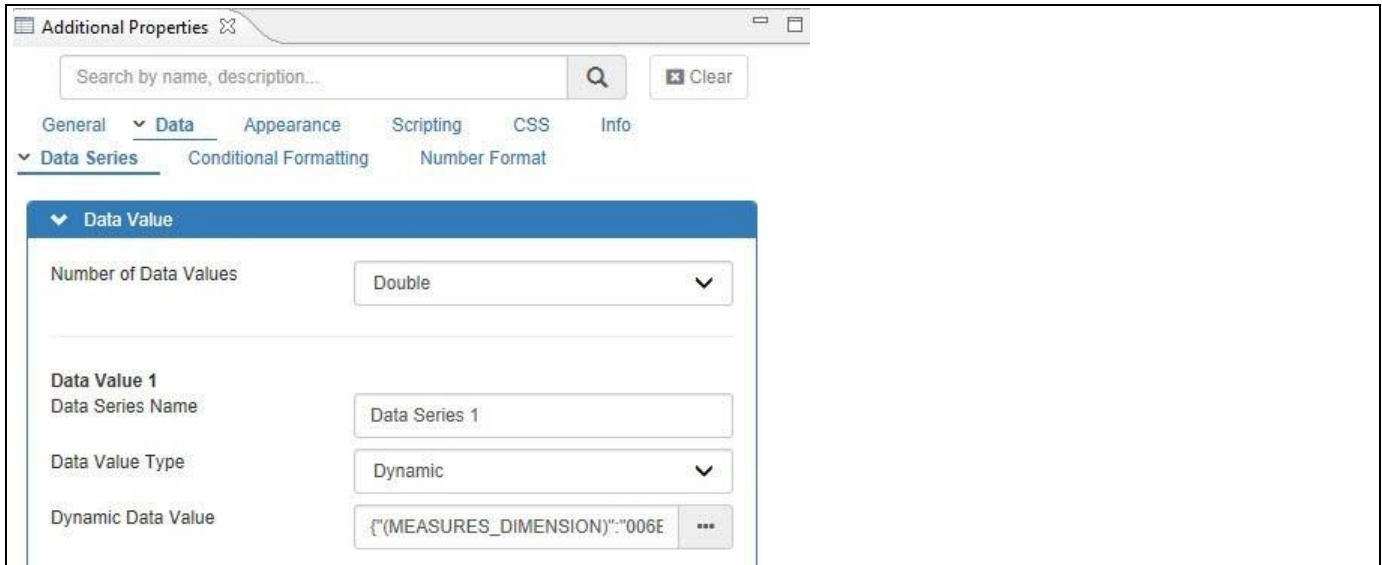 Additional Properties
Search by name, description...
Clear
General Data Appearance Scripting CSS Info
Data Series Conditional Formatting Number Format
Data Value
Number of Data Values Double
Data Value 1
Data Series Name Data Series 1
Data Value Type Dynamic
Dynamic Data Value {"(MEASURES_DIMENSION)":"006E ...